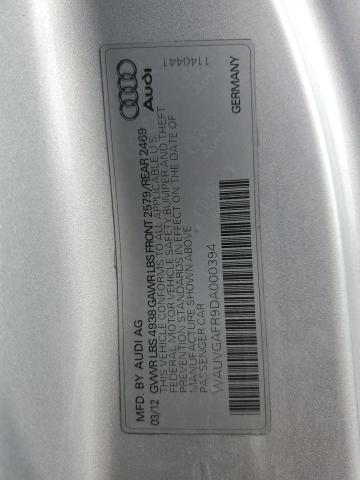 MFD. BY AUDI AG
03/12 GVWR LBS 4938 GAWR LBS FRONT 2579/REAR 2469
THIS VEHICLE CONFORMS TO ALL APPLICABLE U.S.
FEDERAL MOTOR VEHICLE SAFETY BUMPER AND THEFT
PREVENTION STANDARDS IN EFFECT ON THE DATE OF
MANUFACTURE SHOWN ABOVE
PASSENGER CAR
WAUVGAFR9DA000394
Audi
1140441
GERMANY